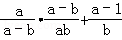 a/(a−b) * (a−b)/ab + (a−1)/b